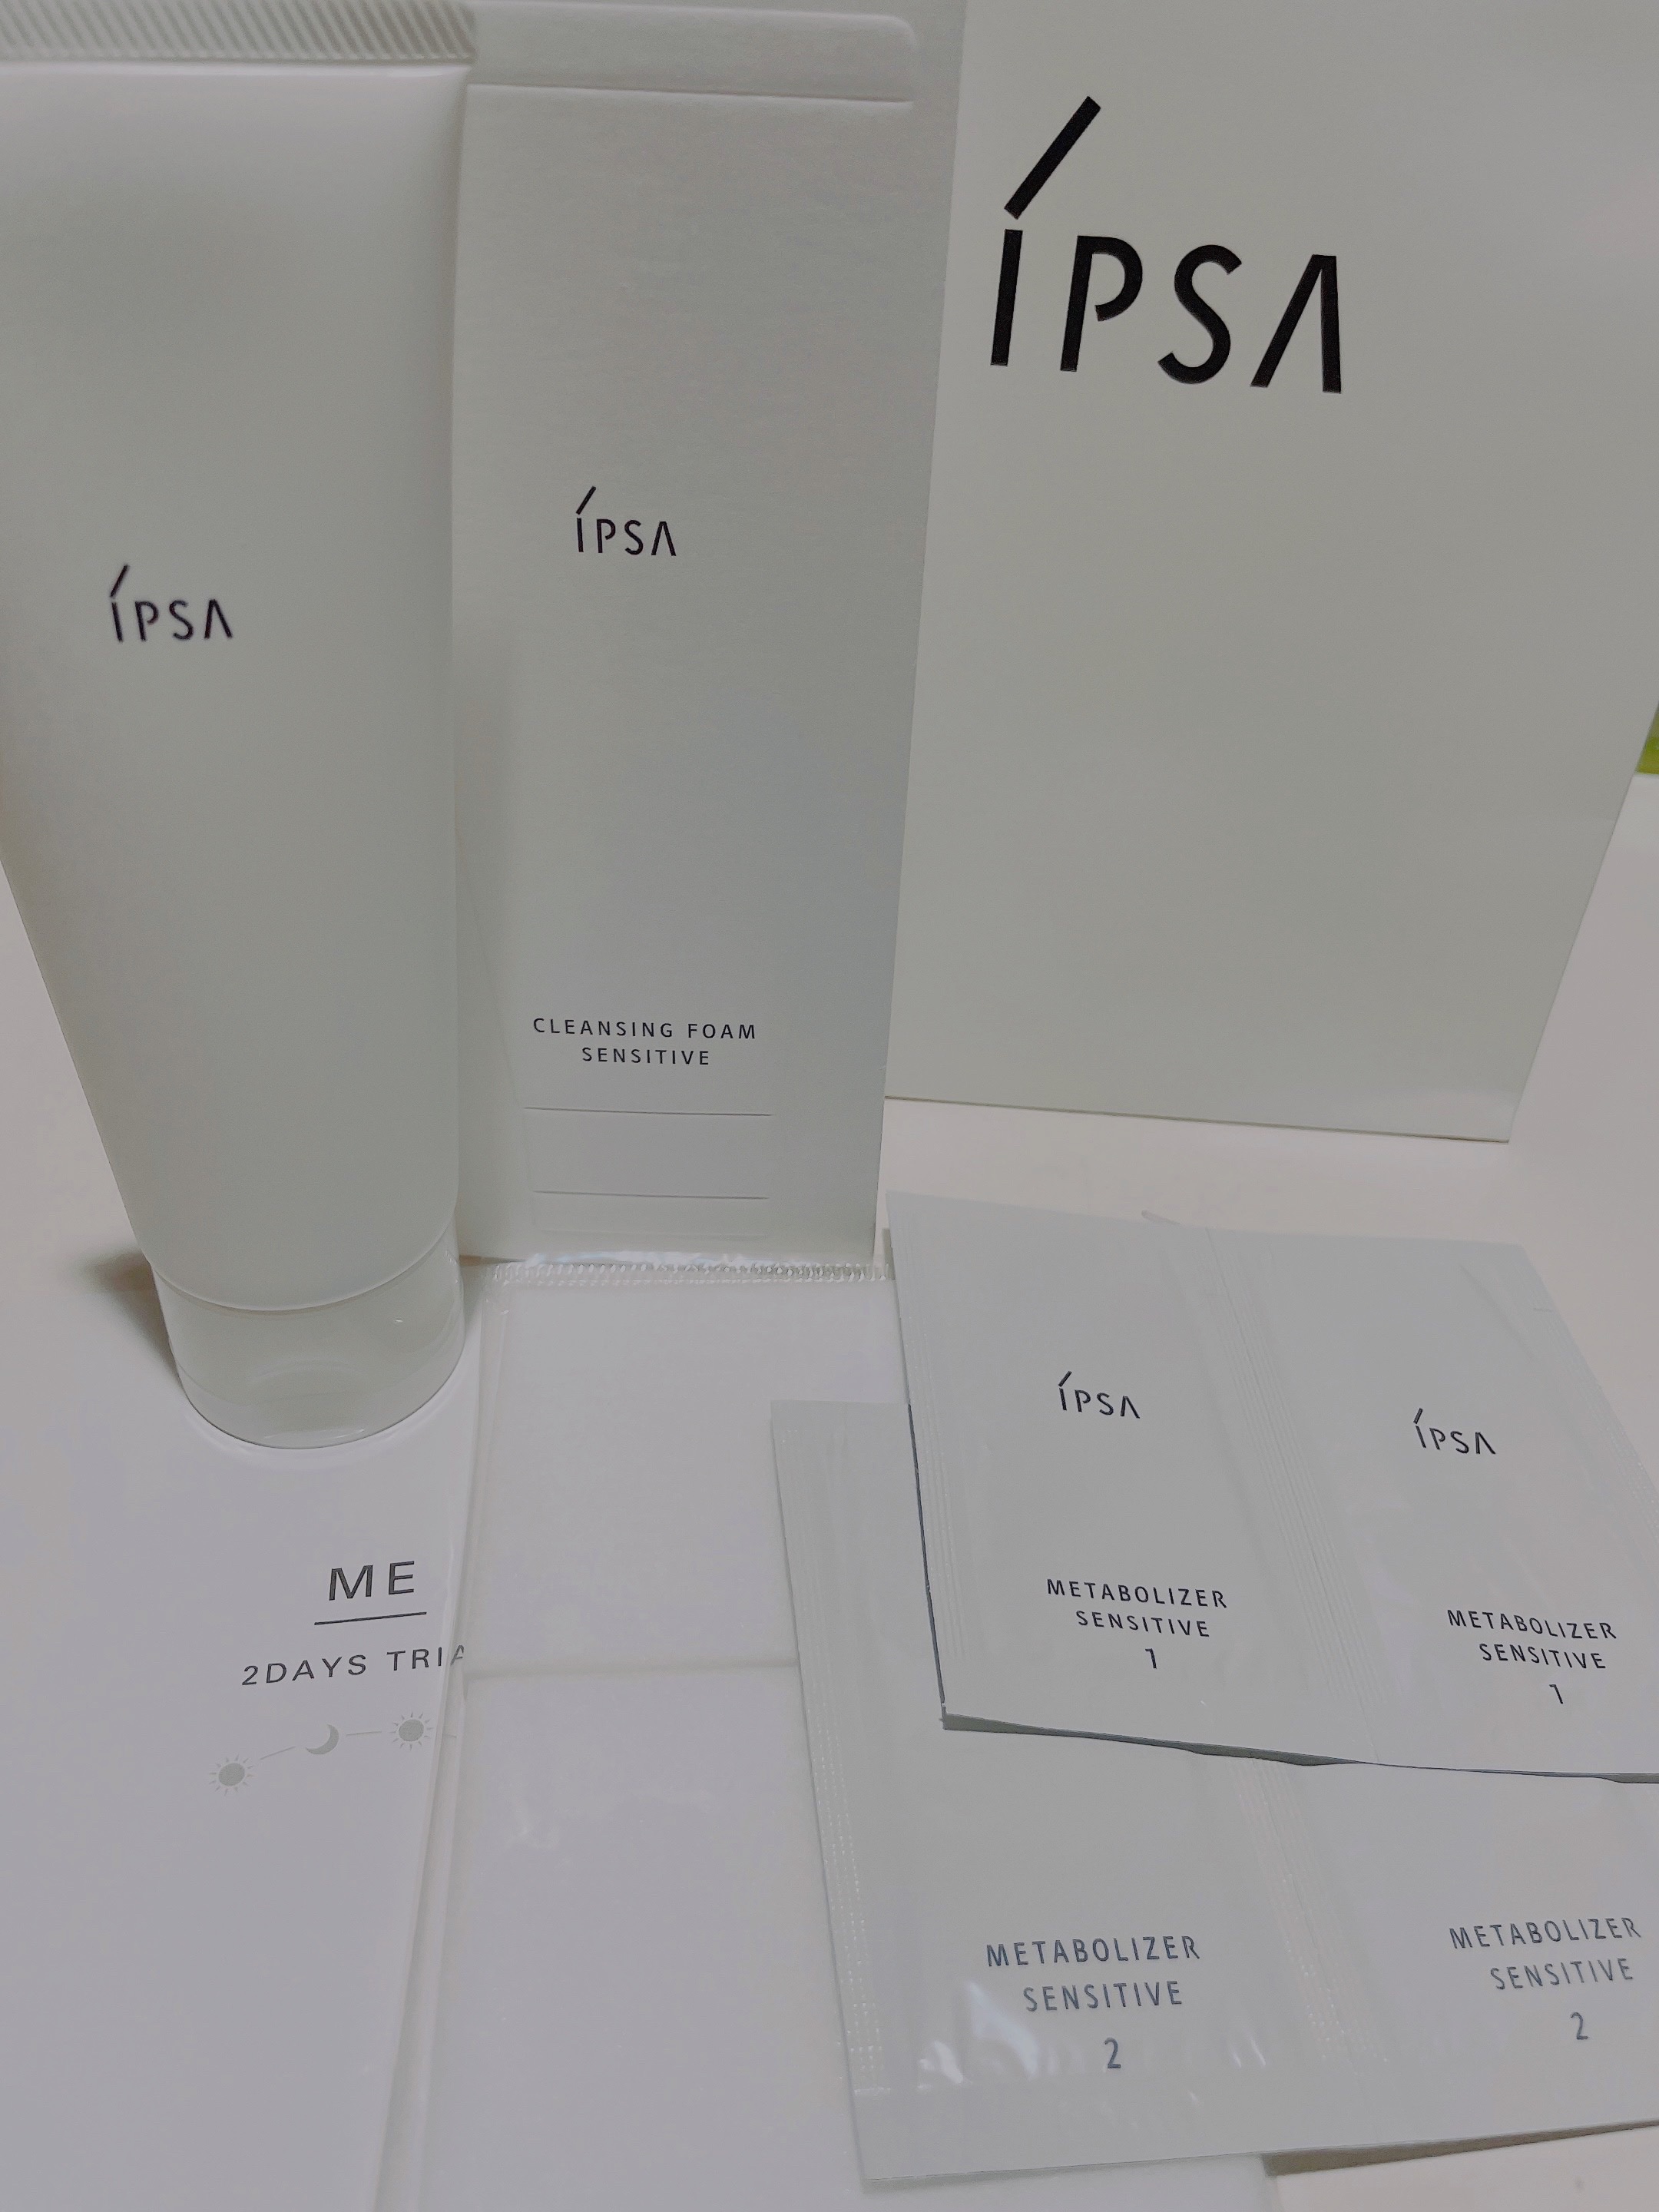 ÍPSA
ÍPSA
ÍPSA
CLEANSING FOAM
SENSITIVE
ÍPSA
METABOLIZER
SENSITIVE
1
ÍPSA
METABOLIZER
SENSITIVE
1
ME
2DAYS TRIA
METABOLIZER
SENSITIVE
2
METABOLIZER
SENSITIVE
2